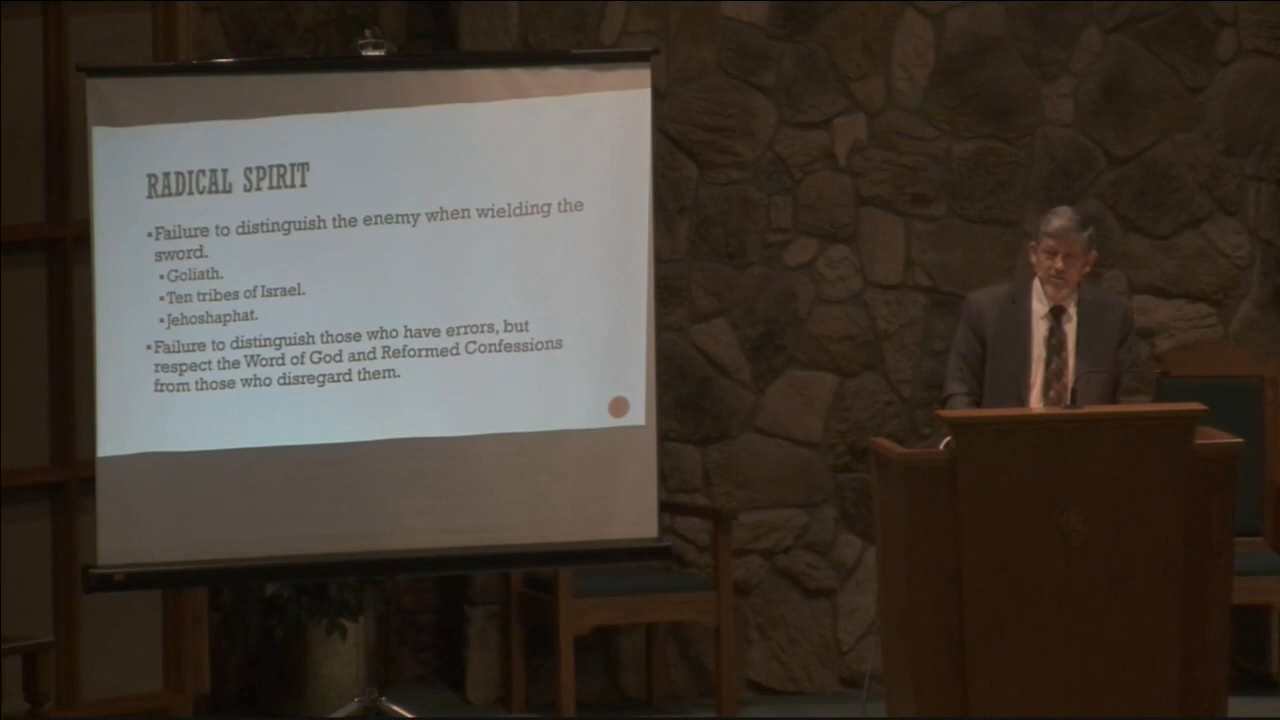 RADICAL SPIRIT
▪Failure to distinguish the enemy when wielding the
sword.
▪Goliath.
▪Ten tribes of Israel.
▪Jehoshaphat.
▪Failure to distinguish those who have errors, but
respect the Word of God and Reformed Confessions
from those who disregard them.